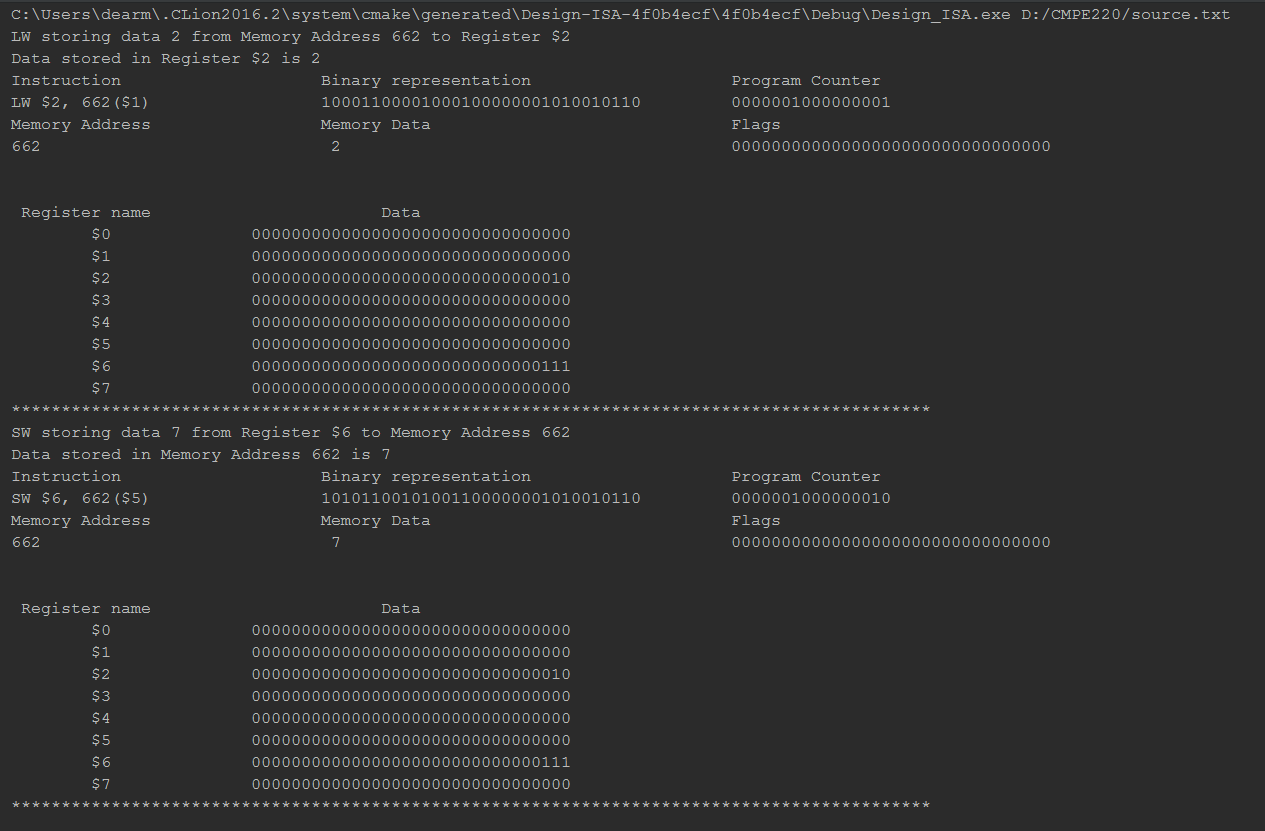 C:\Users\dearm\.CLion2016.2\system\cmake\generated\Design-ISA-4f0b4ecf\4f0b4ecf\Debug\Design_ISA.exe D:/CMPE220/source.txt
LW storing data 2 from Memory Address 662 to Register $2
Data stored in Register $2 is 2
Instruction Binary representation Program Counter
LW $2, 662($1) 10001100001000100000001010010110 0000001000000001
Memory Address Memory Data Flags
662 2 00000000000000000000000000000000
Register name Data
$0 00000000000000000000000000000000
$1 00000000000000000000000000000000
$2 00000000000000000000000000000010
$3 00000000000000000000000000000000
$4 00000000000000000000000000000000
$5 00000000000000000000000000000000
$6 00000000000000000000000000000111
$7 00000000000000000000000000000000
********************************************************************************************
SW storing data 7 from Register $6 to Memory Address 662
Data stored in Memory Address 662 is 7
Instruction Binary representation Program Counter
SW $6, 662($5) 10101100101001100000001010010110 0000001000000010
Memory Address Memory Data Flags
662 7 00000000000000000000000000000000
Register name Data
$0 00000000000000000000000000000000
$1 00000000000000000000000000000000
$2 00000000000000000000000000000010
$3 00000000000000000000000000000000
$4 00000000000000000000000000000000
$5 00000000000000000000000000000000
$6 00000000000000000000000000000111
$7 00000000000000000000000000000000
********************************************************************************************